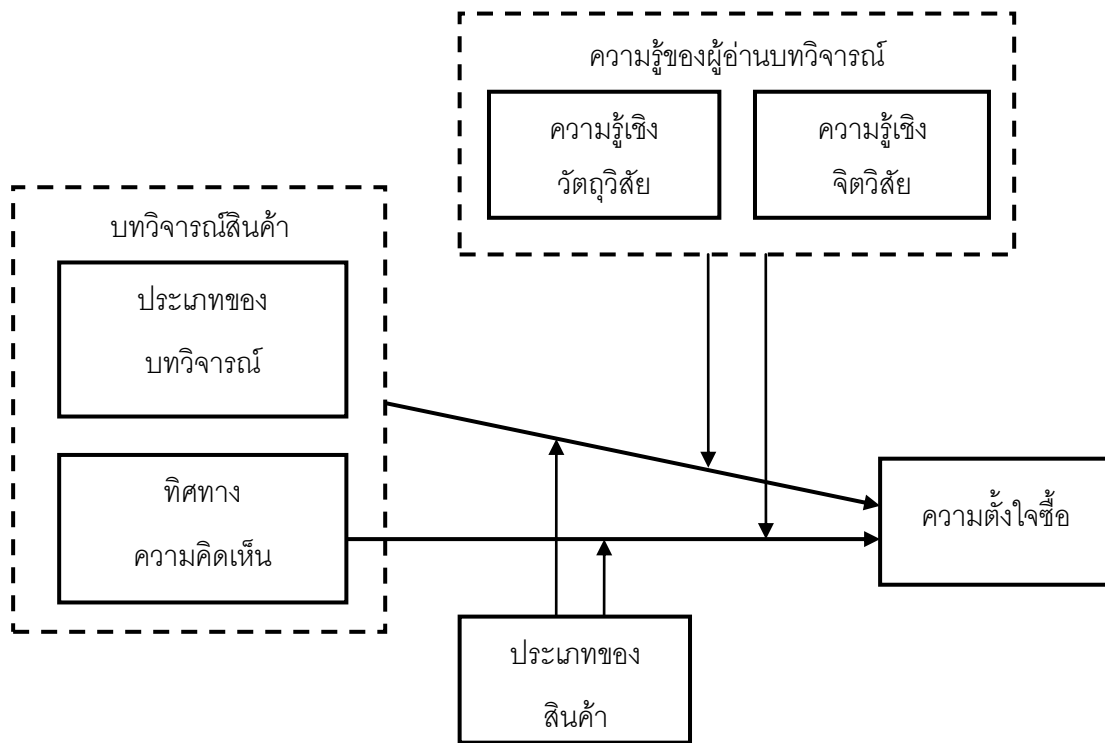 ความรู้ของผู้อ่านบทวิจารณ์
ความรู้เชิง
วัตถุวิสัย
ความรู้เชิง
จิตวิสัย
บทวิจารณ์สินค้า
ประเภทของ
บทวิจารณ์
ทิศทาง
ความคิดเห็น
ความตั้งใจซื้อ
ประเภทของ
สินค้า